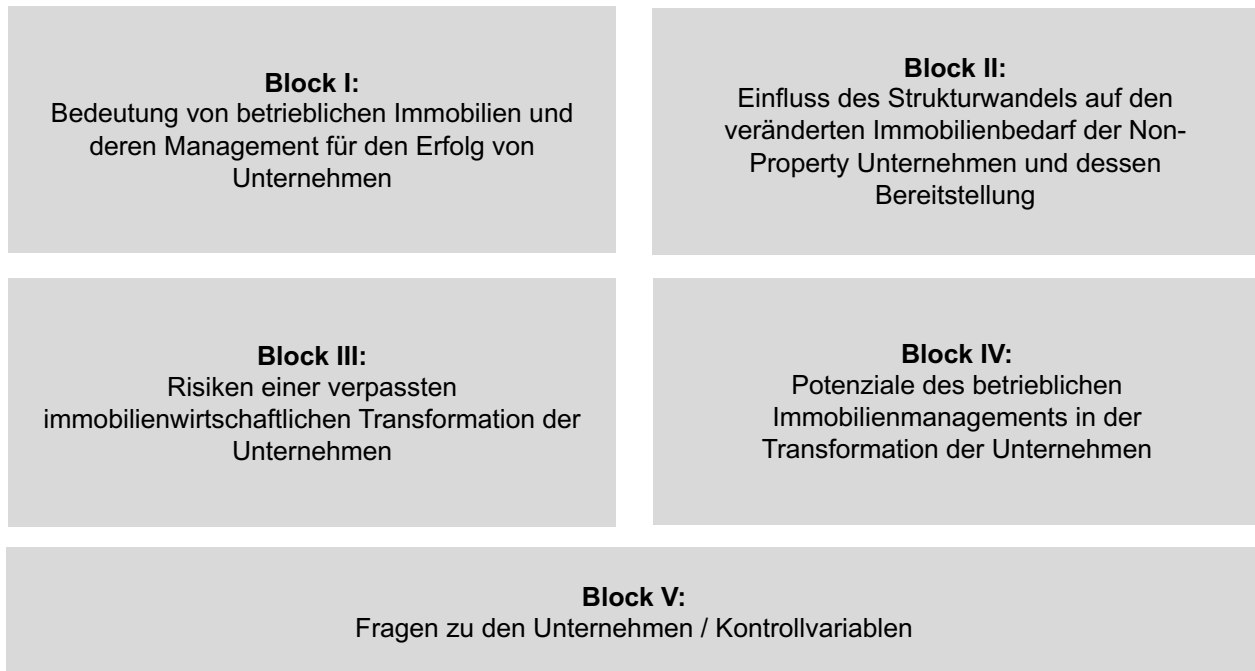 Block I:
Bedeutung von betrieblichen Immobilien und
deren Management für den Erfolg von
Unternehmen
Block II:
Einfluss des Strukturwandels auf den
veränderten Immobilienbedarf der Non-
Property Unternehmen und dessen
Bereitstellung
Block III:
Risiken einer verpassten
immobilienwirtschaftlichen Transformation der
Unternehmen
Block IV:
Potenziale des betrieblichen
Immobilienmanagements in der
Transformation der Unternehmen
Block V:
Fragen zu den Unternehmen / Kontrollvariablen